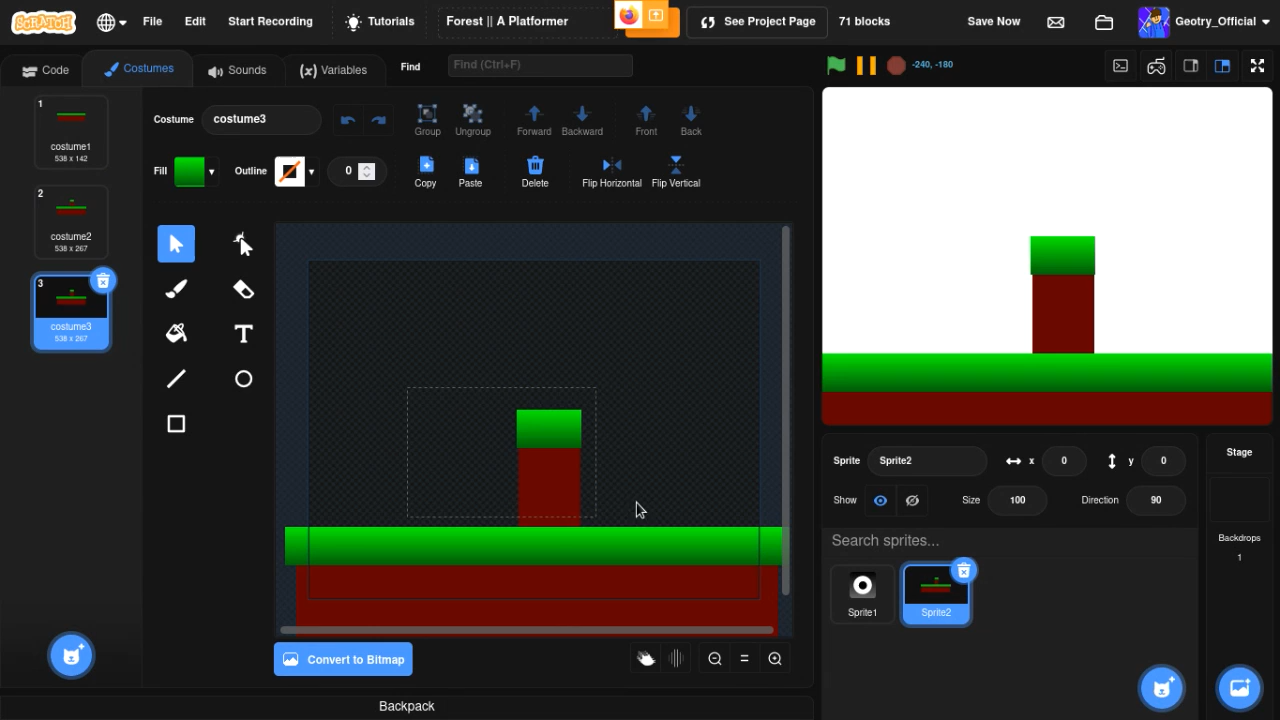 SCRATCH File Edit Start Recording Tutorials Forest || A Platformer See Project Page 71 blocks Save Now Geotry_Official
Code Costumes Sounds (x) Variables Find Find (Ctrl+F) -240, -180
1
costume1
538 x 142
2
costume2
538 x 267
3
costume3
538 x 267
Costume costume3 Group Ungroup Forward Backward Front Back
Fill Outline 0 Copy Paste Delete Flip Horizontal Flip Vertical
T
Convert to Bitmap
Backpack
Sprite Sprite2 x 0 y 0
Show Size 100 Direction 90
Search sprites...
Sprite1 Sprite2
Stage
Backdrops
1